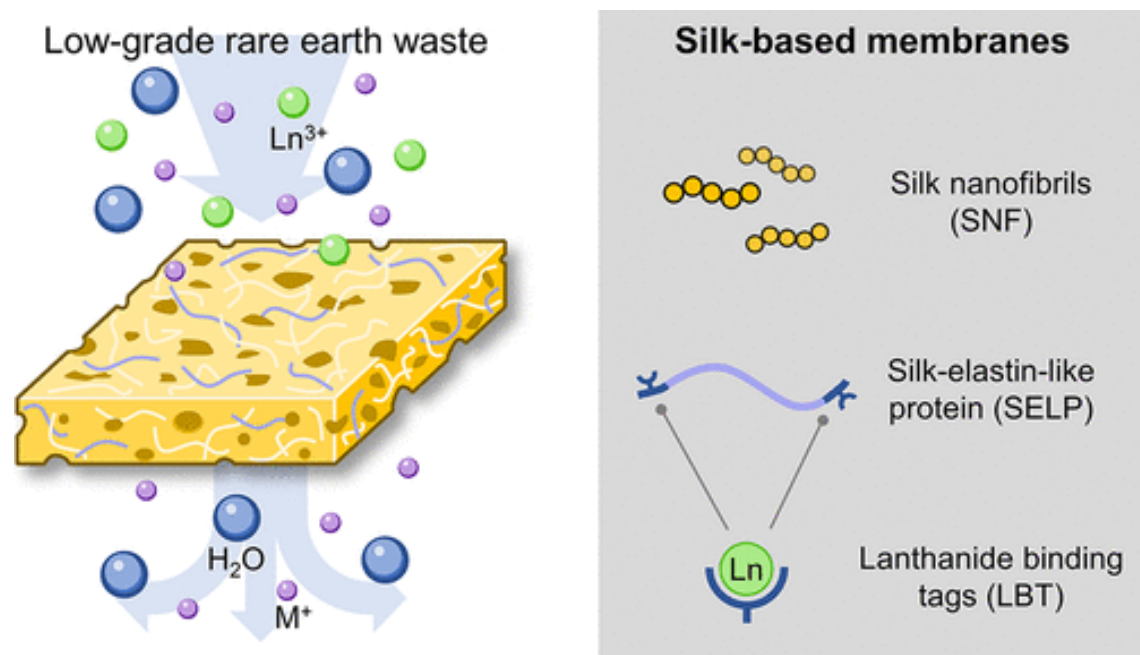 Low-grade rare earth waste
Ln³⁺
H₂O
M⁺
Silk-based membranes
Silk nanofibrils
(SNF)
Silk-elastin-like
protein (SELP)
Ln
Lanthanide binding
tags (LBT)